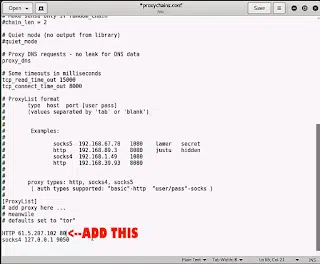 *proxychains.conf
Save
# Make sense only if random_chain
#chain_len = 2
# Quiet mode (no output from library)
#quiet_mode
# Proxy DNS requests - no leak for DNS data
proxy_dns
# Some timeouts in milliseconds
tcp_read_time_out 15000
tcp_connect_time_out 8000
# ProxyList format
# type host port [user pass]
# (values separated by 'tab' or 'blank')
#
#
# Examples:
#
# socks5 192.168.67.78 1080 lamer secret
# http 192.168.89.3 8080 justu hidden
# socks4 192.168.1.49 1080
# http 192.168.39.93 8080
#
#
# proxy types: http, socks4, socks5
# ( auth types supported: "basic"-http "user/pass"-socks )
#
[ProxyList]
# add proxy here ...
# meanwile
# defaults set to "tor"
HTTP 61.5.207.102 80 <--ADD THIS
socks4 127.0.0.1 9050
Plain Text
Tab Width: 8
INS